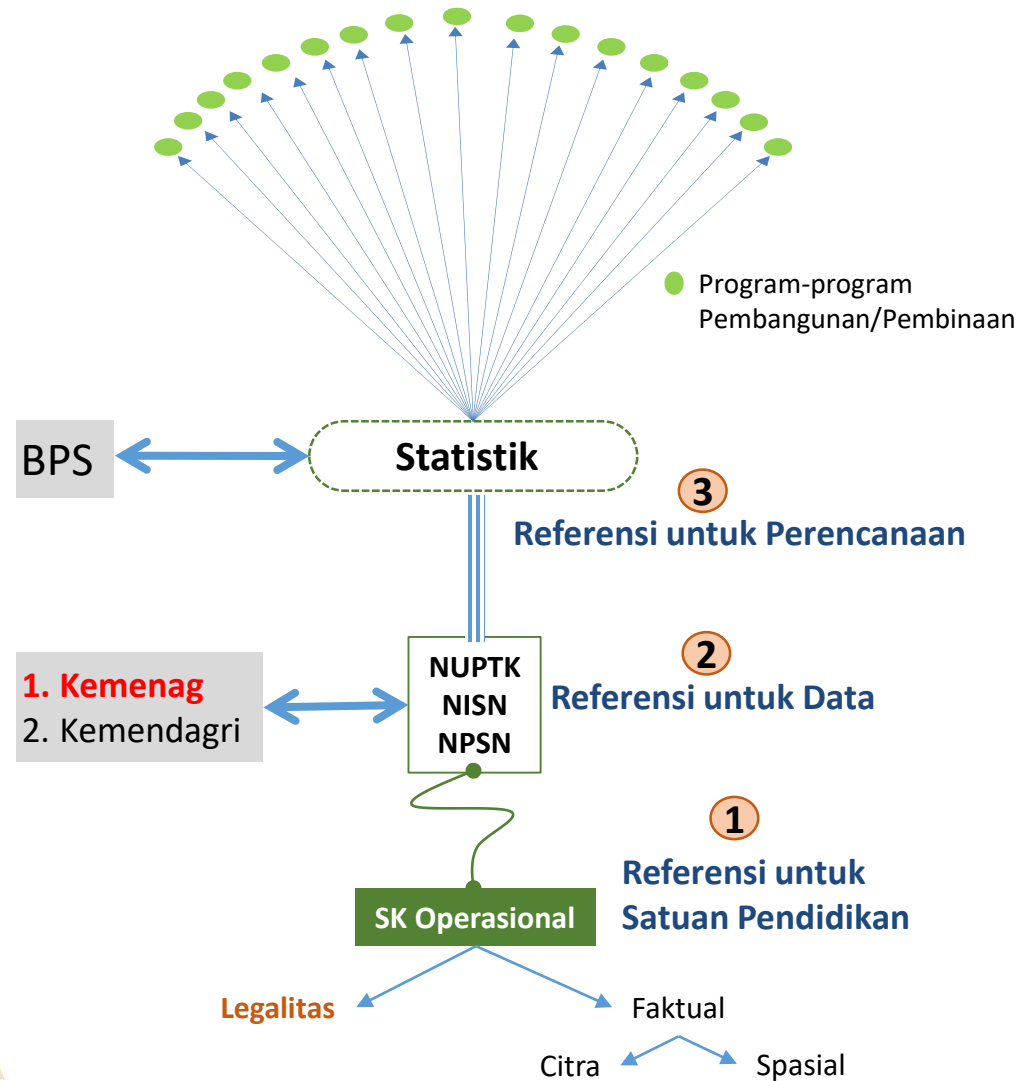 Program-program
Pembangunan/Pembinaan
BPS
Statistik
3
Referensi untuk Perencanaan
1. Kemenag
2. Kemendagri
NUPTK
NISN
NPSN
2
Referensi untuk Data
1
Referensi untuk
Satuan Pendidikan
SK Operasional
Legalitas
Faktual
Citra
Spasial